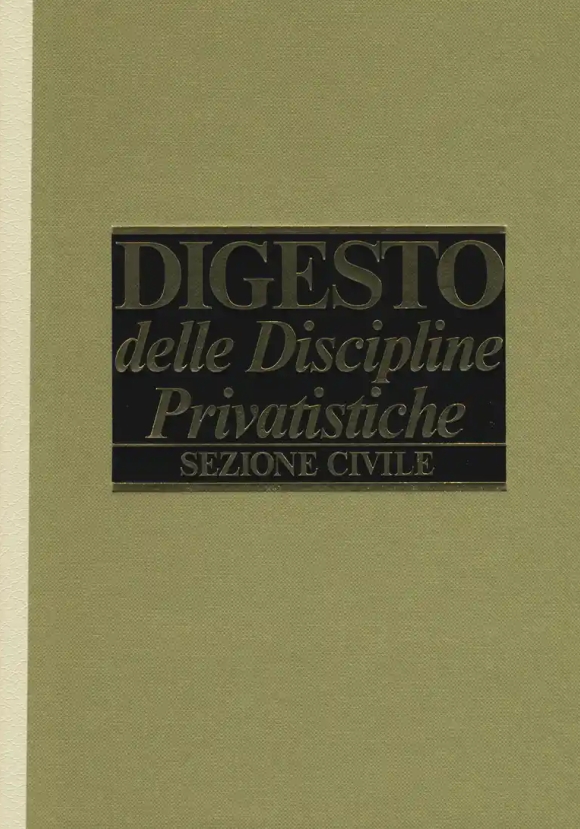 DIGESTO
delle Discipline
Privatistiche
SEZIONE CIVILE